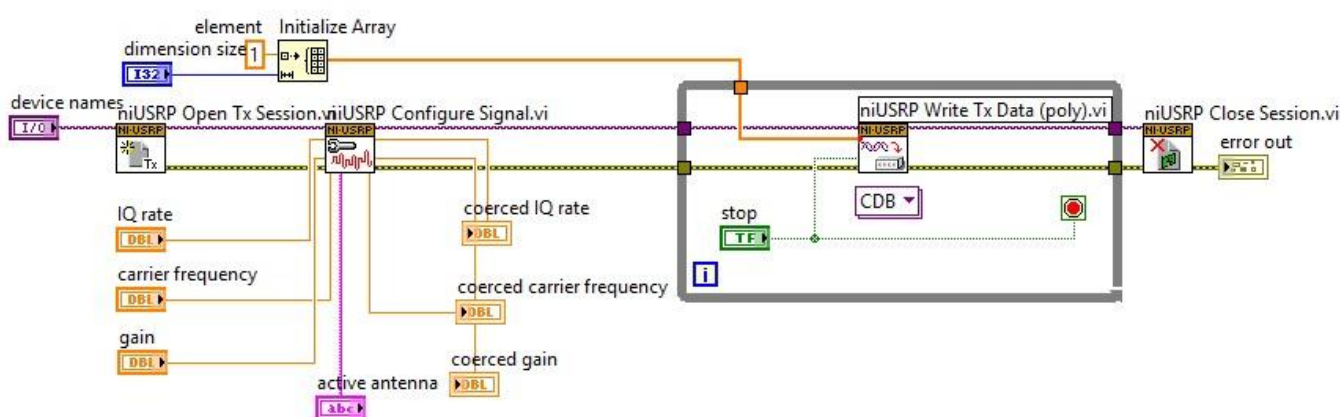 element
Initialize Array
dimension size
1
I32
device names
I/O
niUSRP Open Tx Session.vi
niUSRP Configure Signal.vi
niUSRP Write Tx Data (poly).vi
niUSRP Close Session.vi
NI-USRP
NI-USRP
NI-USRP
NI-USRP
Tx
error out
CDB
IQ rate
DBL
coerced IQ rate
DBL
stop
TF
i
carrier frequency
DBL
coerced carrier frequency
DBL
gain
DBL
coerced gain
DBL
active antenna
abc